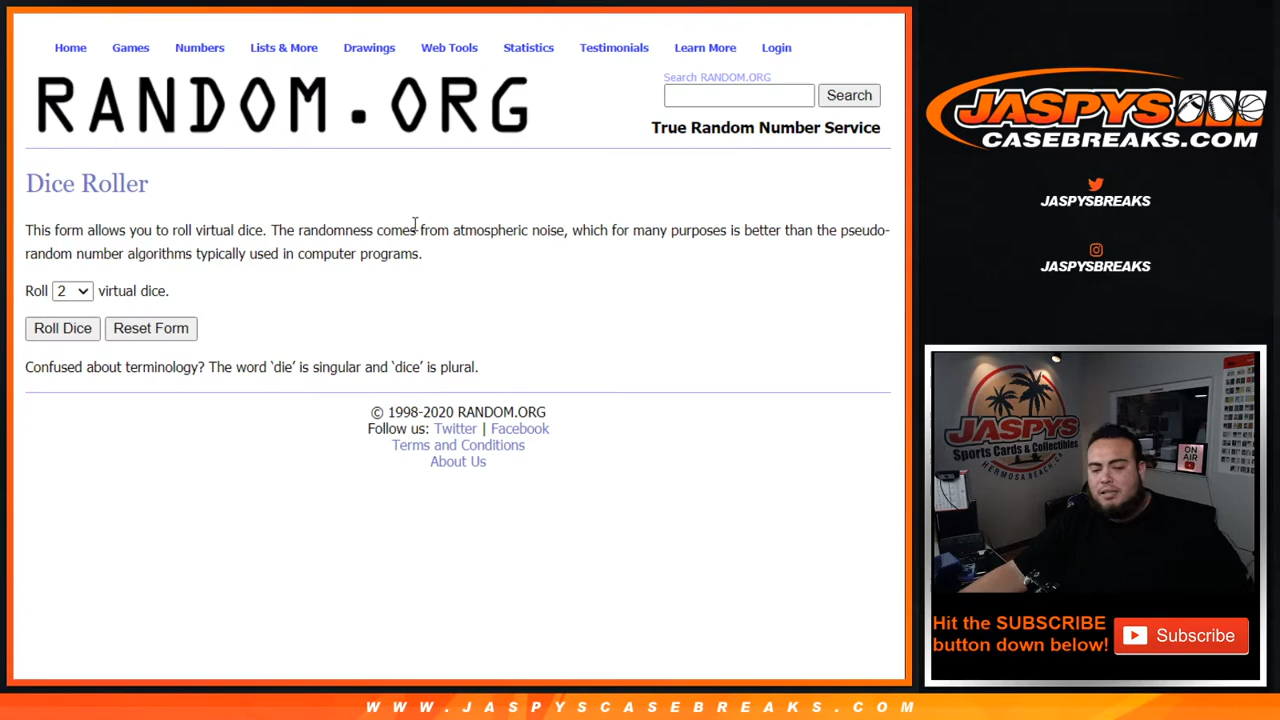 Home Games Numbers Lists & More Drawings Web Tools Statistics Testimonials Learn More Login
RANDOM.ORG
Search RANDOM.ORG
Search
True Random Number Service
Dice Roller
This form allows you to roll virtual dice. The randomness comes from atmospheric noise, which for many purposes is better than the pseudo-
random number algorithms typically used in computer programs.
Roll 2 virtual dice.
Roll Dice Reset Form
Confused about terminology? The word ‘die’ is singular and ‘dice’ is plural.
© 1998-2020 RANDOM.ORG
Follow us: Twitter | Facebook
Terms and Conditions
About Us
JASPYS
CASEBREAKS.COM
JASPYSBREAKS
JASPYSBREAKS
JASPYS
Sports Cards & Collectibles
HERMOSA BEACH, CA
ON
AIR
Hit the SUBSCRIBE
button down below!
Subscribe
WWW.JASPYSCASEBREAKS.COM